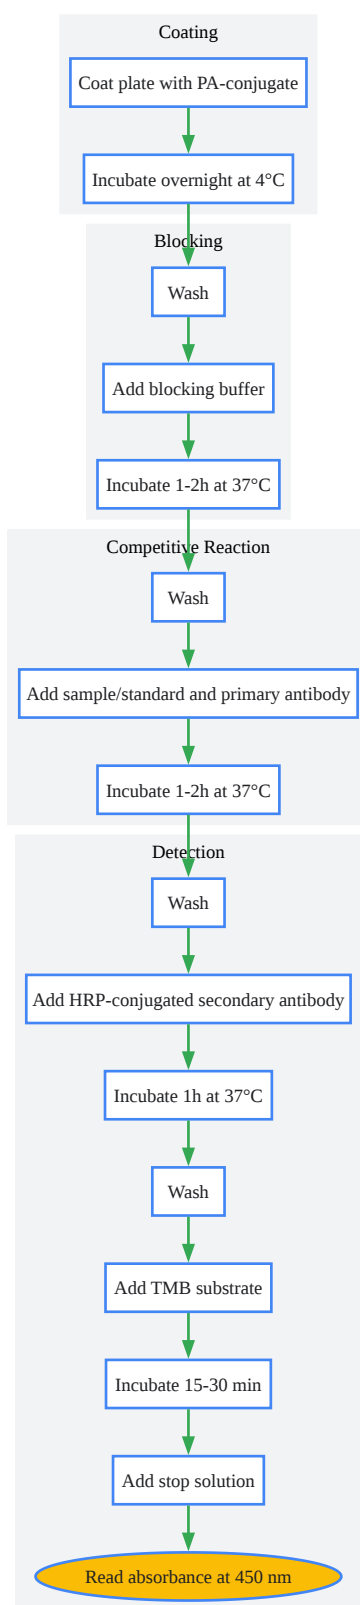 Coating
Coat plate with PA-conjugate
Incubate overnight at 4°C
Blocking
Wash
Add blocking buffer
Incubate 1-2h at 37°C
Competitive Reaction
Wash
Add sample/standard and primary antibody
Incubate 1-2h at 37°C
Detection
Wash
Add HRP-conjugated secondary antibody
Incubate 1h at 37°C
Wash
Add TMB substrate
Incubate 15-30 min
Add stop solution
Read absorbance at 450 nm